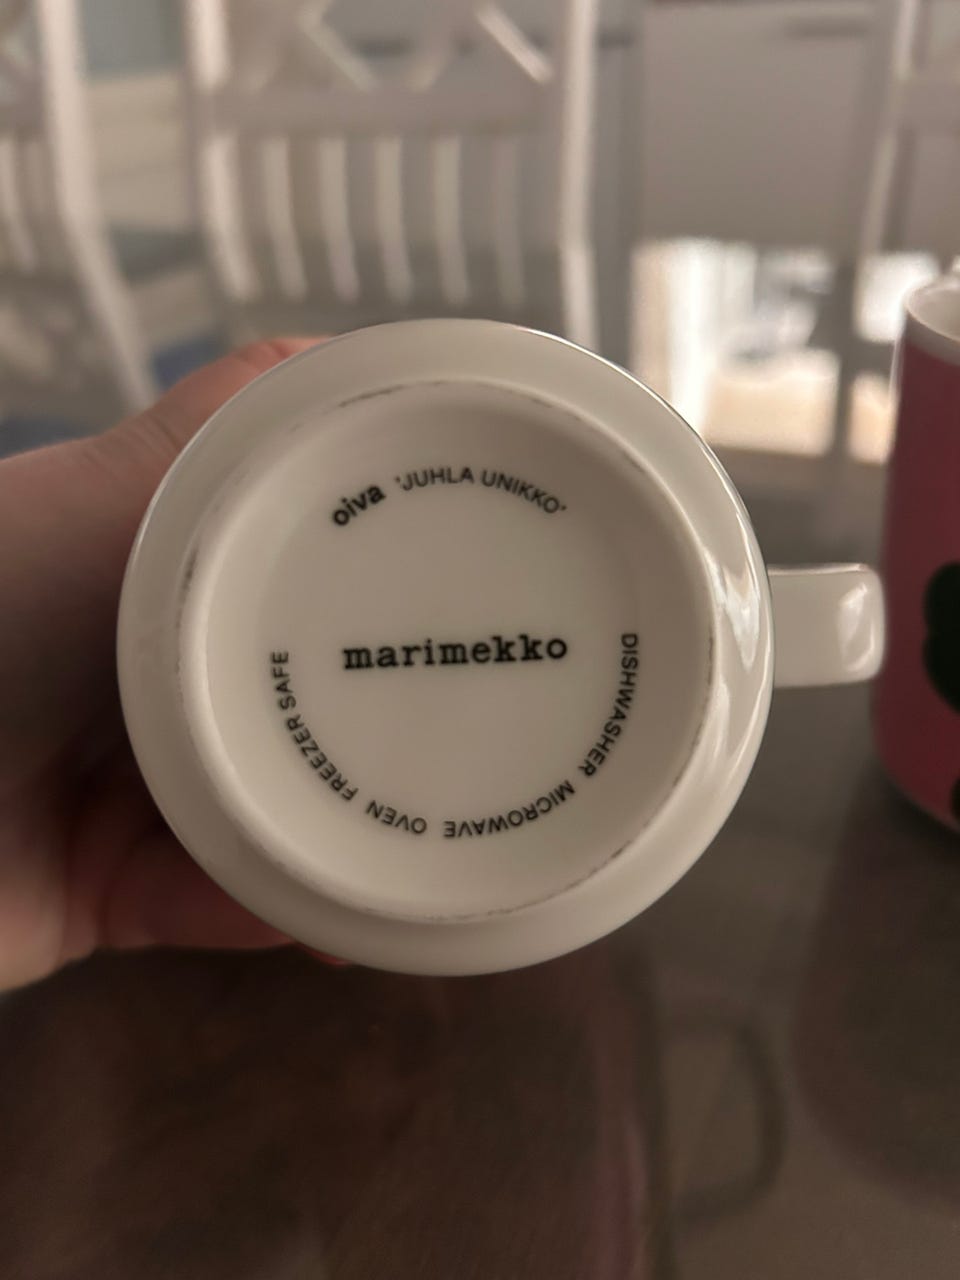 oiva 'JUHLA UNIKKO'
marimekko
DISHWASHER MICROWAVE OVEN FREEZER SAFE